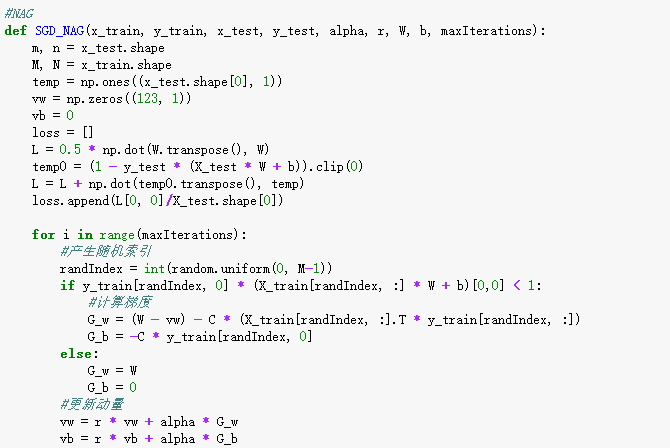 #NAG
def SGD_NAG(x_train, y_train, x_test, y_test, alpha, r, W, b, maxIterations):
    m, n = x_test.shape
    M, N = x_train.shape
    temp = np.ones((x_test.shape[0], 1))
    vw = np.zeros((123, 1))
    vb = 0
    loss = []
    L = 0.5 * np.dot(W.transpose(), W)
    temp0 = (1 - y_test * (X_test * W + b)).clip(0)
    L = L + np.dot(temp0.transpose(), temp)
    loss.append(L[0, 0]/X_test.shape[0])

    for i in range(maxIterations):
        #产生随机索引
        randIndex = int(random.uniform(0, M-1))
        if y_train[randIndex, 0] * (X_train[randIndex, :] * W + b)[0,0] < 1:
            #计算梯度
            G_w = (W - vw) - C * (X_train[randIndex, :].T * y_train[randIndex, :])
            G_b = -C * y_train[randIndex, 0]
        else:
            G_w = W
            G_b = 0
        #更新动量
        vw = r * vw + alpha * G_w
        vb = r * vb + alpha * G_b